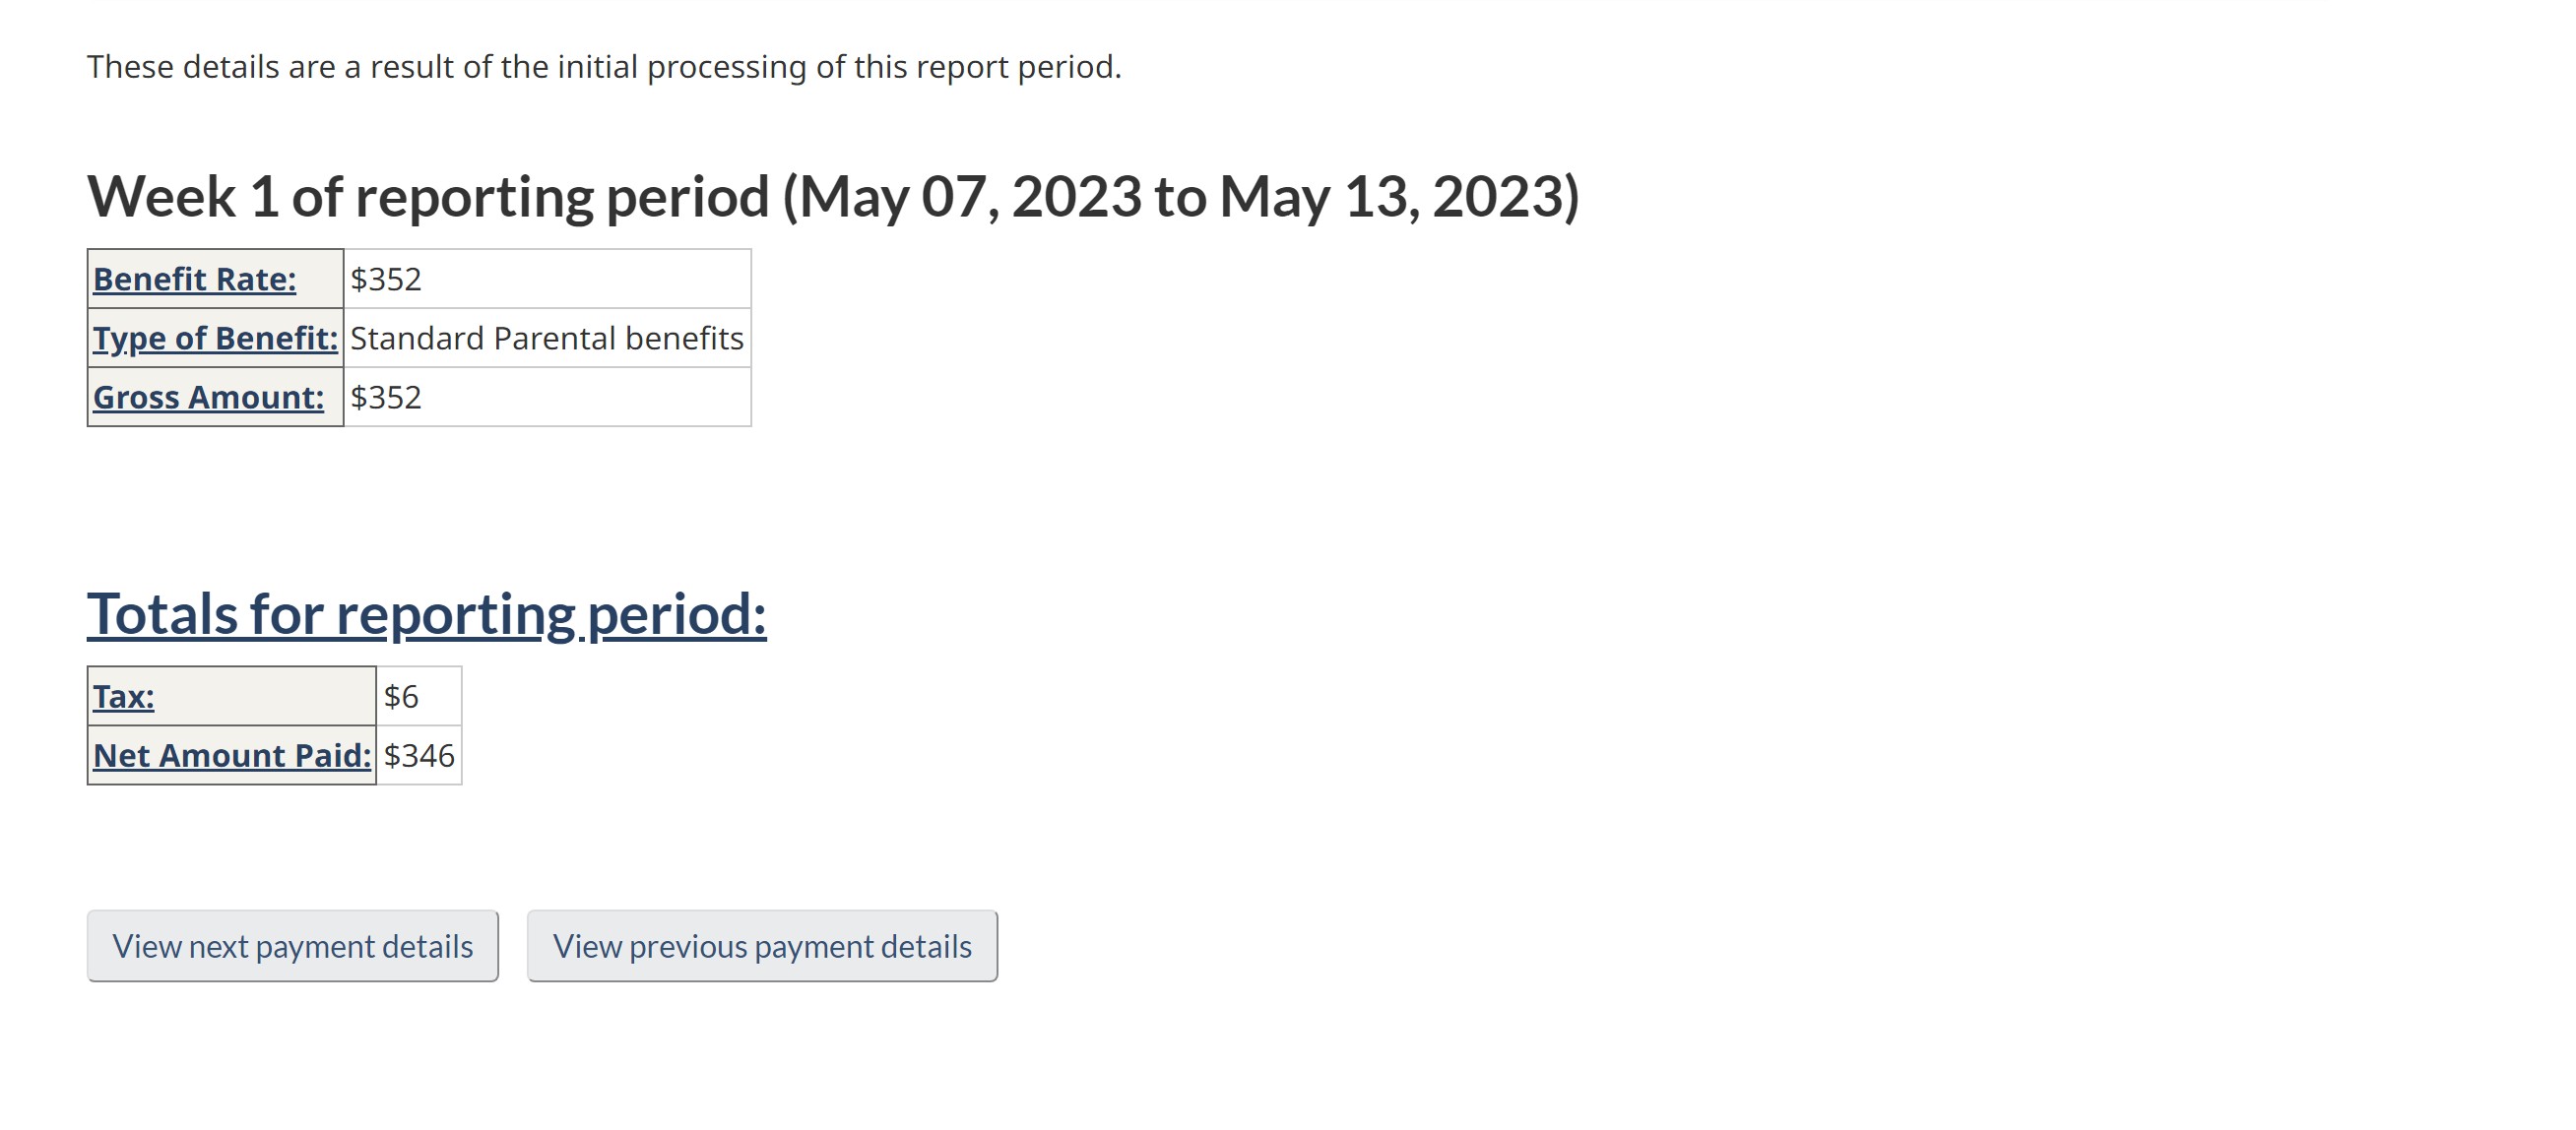 These details are a result of the initial processing of this report period.
Week 1 of reporting period (May 07, 2023 to May 13, 2023)
Benefit Rate: $352
Type of Benefit: Standard Parental benefits
Gross Amount: $352
Totals for reporting period:
Tax: $6
Net Amount Paid: $346
View next payment details View previous payment details